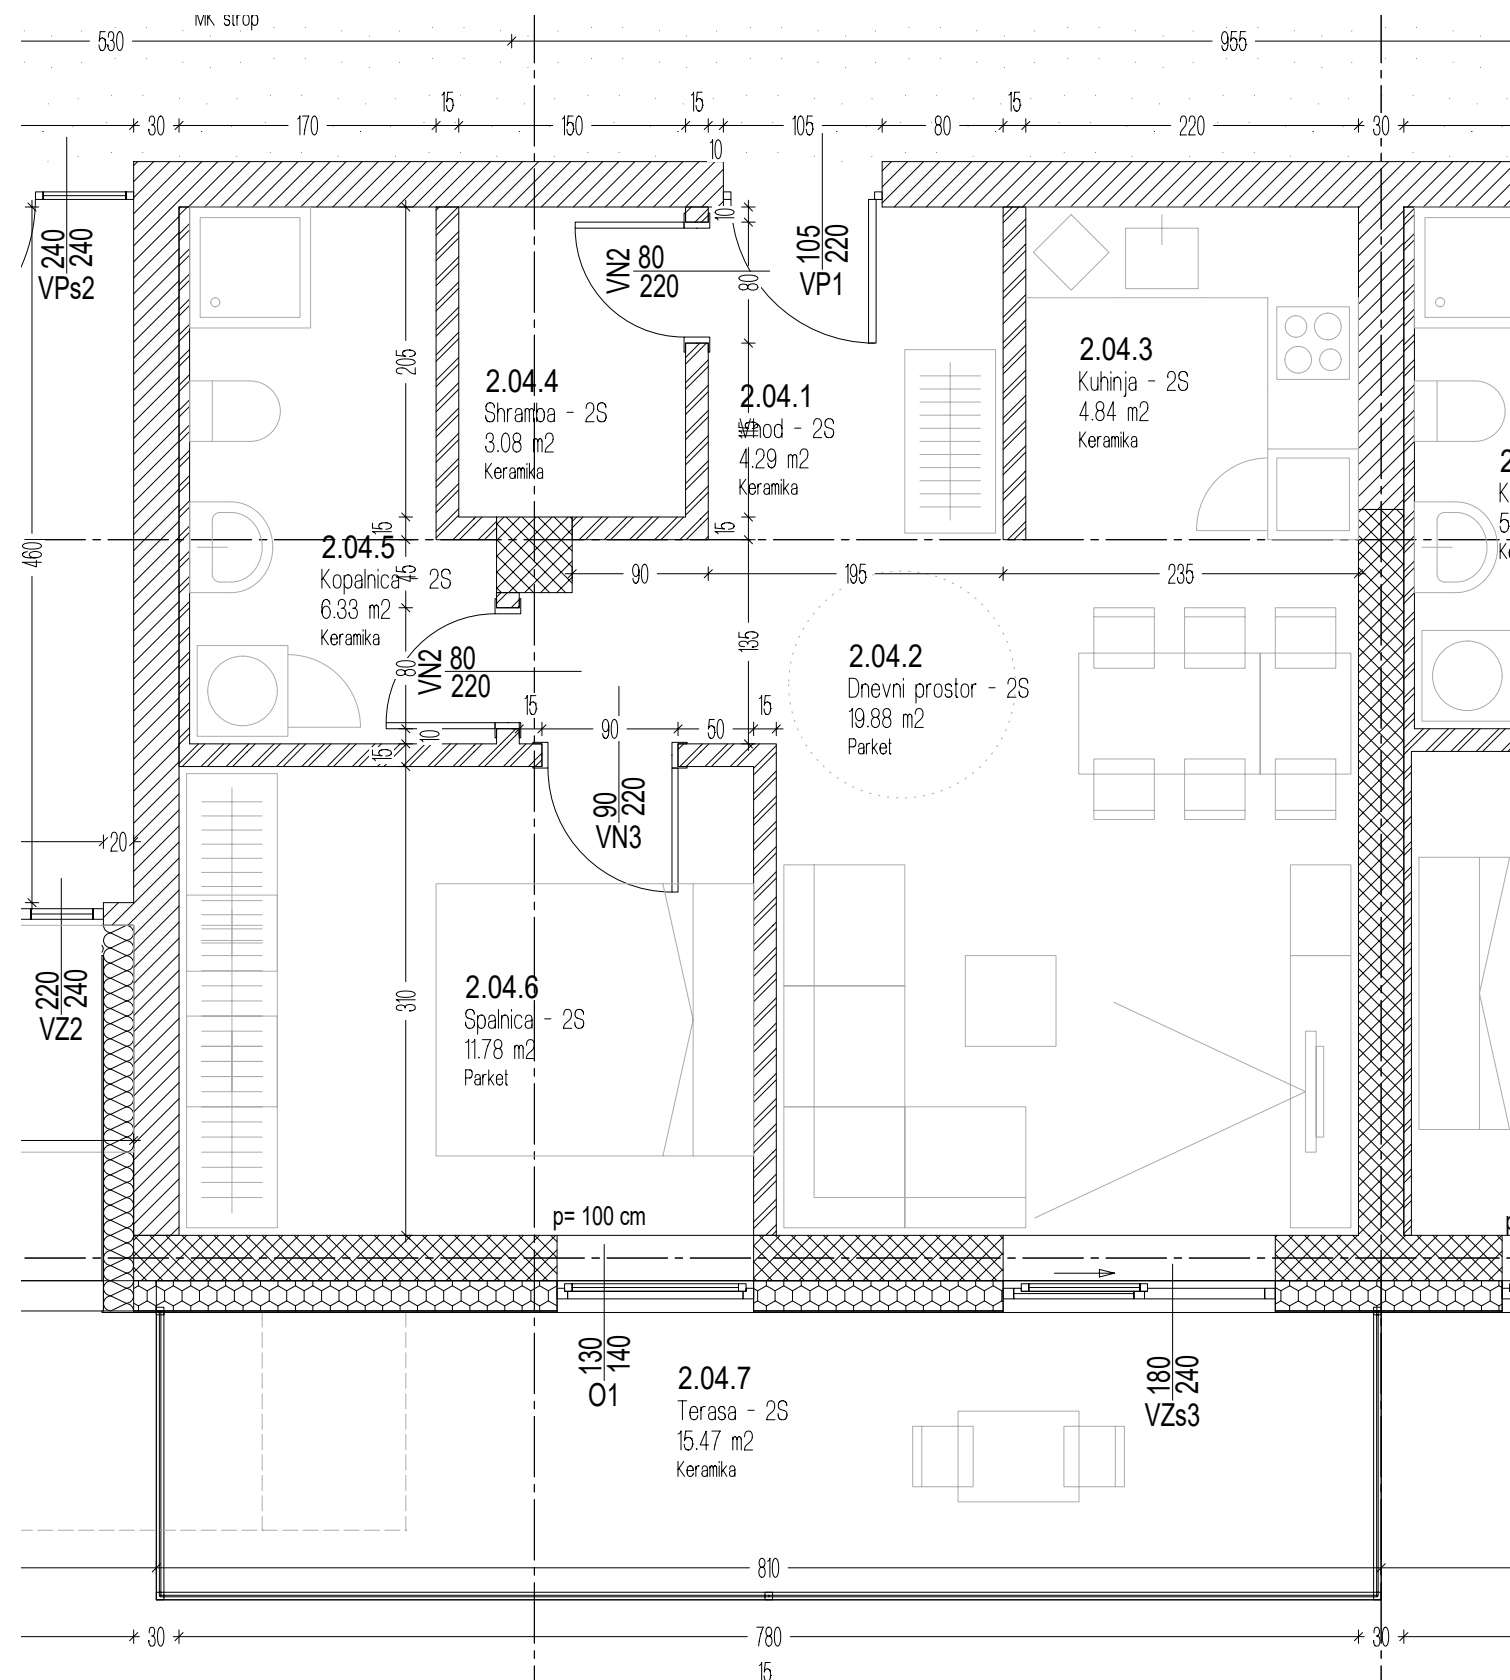 MK strop
530
955
15
15
15
30
170
150
105
80
220
30
10
240
240
VPs2
VN2
80
220
10
80
105
220
VP1
205
2.04.4
Shramba - 2S
3.08 m2
Keramika
2.04.1
Vhod - 2S
4.29 m2
Keramika
2.04.3
Kuhinja - 2S
4.84 m2
Keramika
15
15
460
2.04.5
Kopalnica - 2S
6.33 m2
Keramika
45
90
195
235
135
80
VN2
80
220
2.04.2
Dnevni prostor - 2S
19.88 m2
Parket
15
90
50
15
10
15
90
220
VN3
20
220
240
VZ2
310
2.04.6
Spalnica - 2S
11.78 m2
Parket
p= 100 cm
130
140
O1
2.04.7
Terasa - 2S
15.47 m2
Keramika
180
240
VZs3
810
30
780
30
15